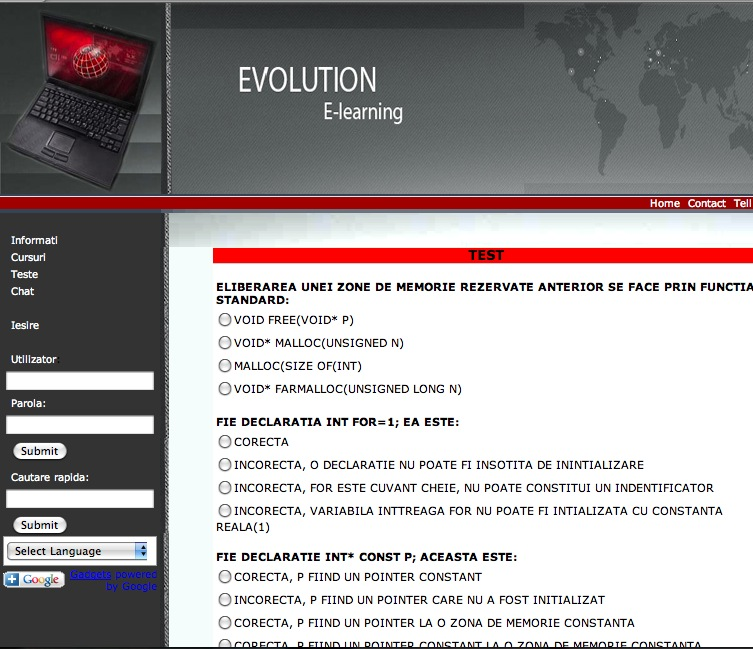 EVOLUTION
E-learning
Home Contact Tell
Informati
Cursuri
Teste
Chat
Iesire
Utilizator:
Parola:
Submit
Cautare rapida:
Submit
Select Language
Google Gadgets powered
by Google
TEST
ELIBERAREA UNEI ZONE DE MEMORIE REZERVATE ANTERIOR SE FACE PRIN FUNCTIA
STANDARD:
VOID FREE(VOID* P)
VOID* MALLOC(UNSIGNED N)
MALLOC(SIZE OF(INT)
VOID* FARMALLOC(UNSIGNED LONG N)
FIE DECLARATIA INT FOR=1; EA ESTE:
CORECTA
INCORECTA, O DECLARATIE NU POATE FI INSOTITA DE ININTIALIZARE
INCORECTA, FOR ESTE CUVANT CHEIE, NU POATE CONSTITUI UN INDENTIFICATOR
INCORECTA, VARIABILA INTTREAGA FOR NU POATE FI INTIALIZATA CU CONSTANTA
REALA(1)
FIE DECLARATIE INT* CONST P; ACEASTA ESTE:
CORECTA, P FIIND UN POINTER CONSTANT
INCORECTA, P FIIND UN POINTER CARE NU A FOST INITIALIZAT
CORECTA, P FIIND UN POINTER LA O ZONA DE MEMORIE CONSTANTA
CORECTA, P FIIND UN POINTER CONSTANT LA O ZONA DE MEMORIE CONSTANTA